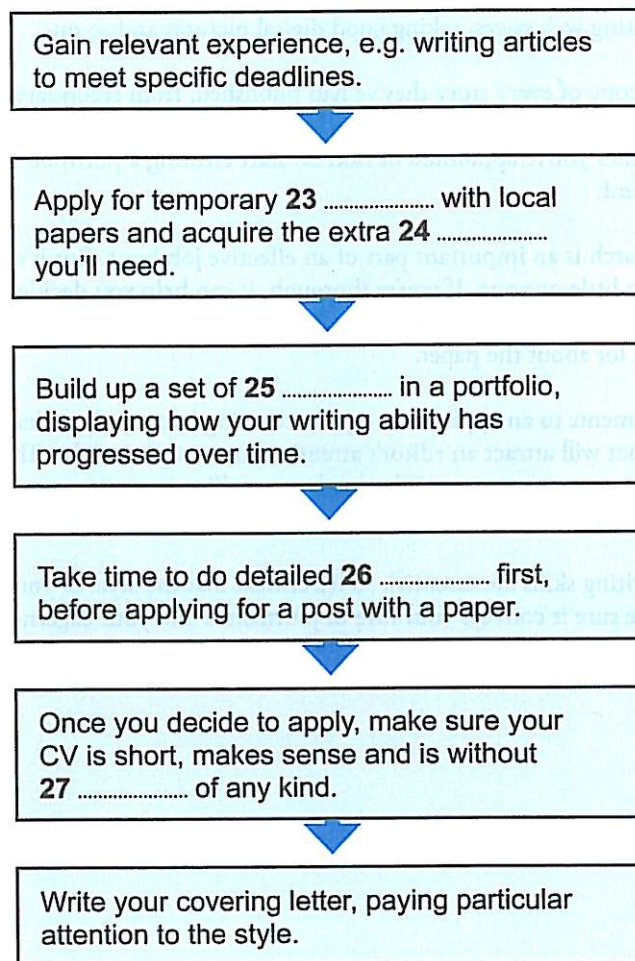 Gain relevant experience, e.g. writing articles
to meet specific deadlines.
Apply for temporary 23 .................... with local
papers and acquire the extra 24 ....................
you'll need.
Build up a set of 25 .................... in a portfolio,
displaying how your writing ability has
progressed over time.
Take time to do detailed 26 .................... first,
before applying for a post with a paper.
Once you decide to apply, make sure your
CV is short, makes sense and is without
27 .................... of any kind.
Write your covering letter, paying particular
attention to the style.